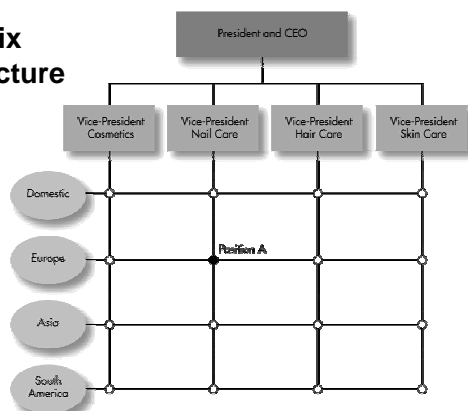 ix
cture
President and CEO
Vice-President
Cosmetics
Vice-President
Nail Care
Vice-President
Hair Care
Vice-President
Skin Care
Domestic
Europe
Position A
Asia
South
America